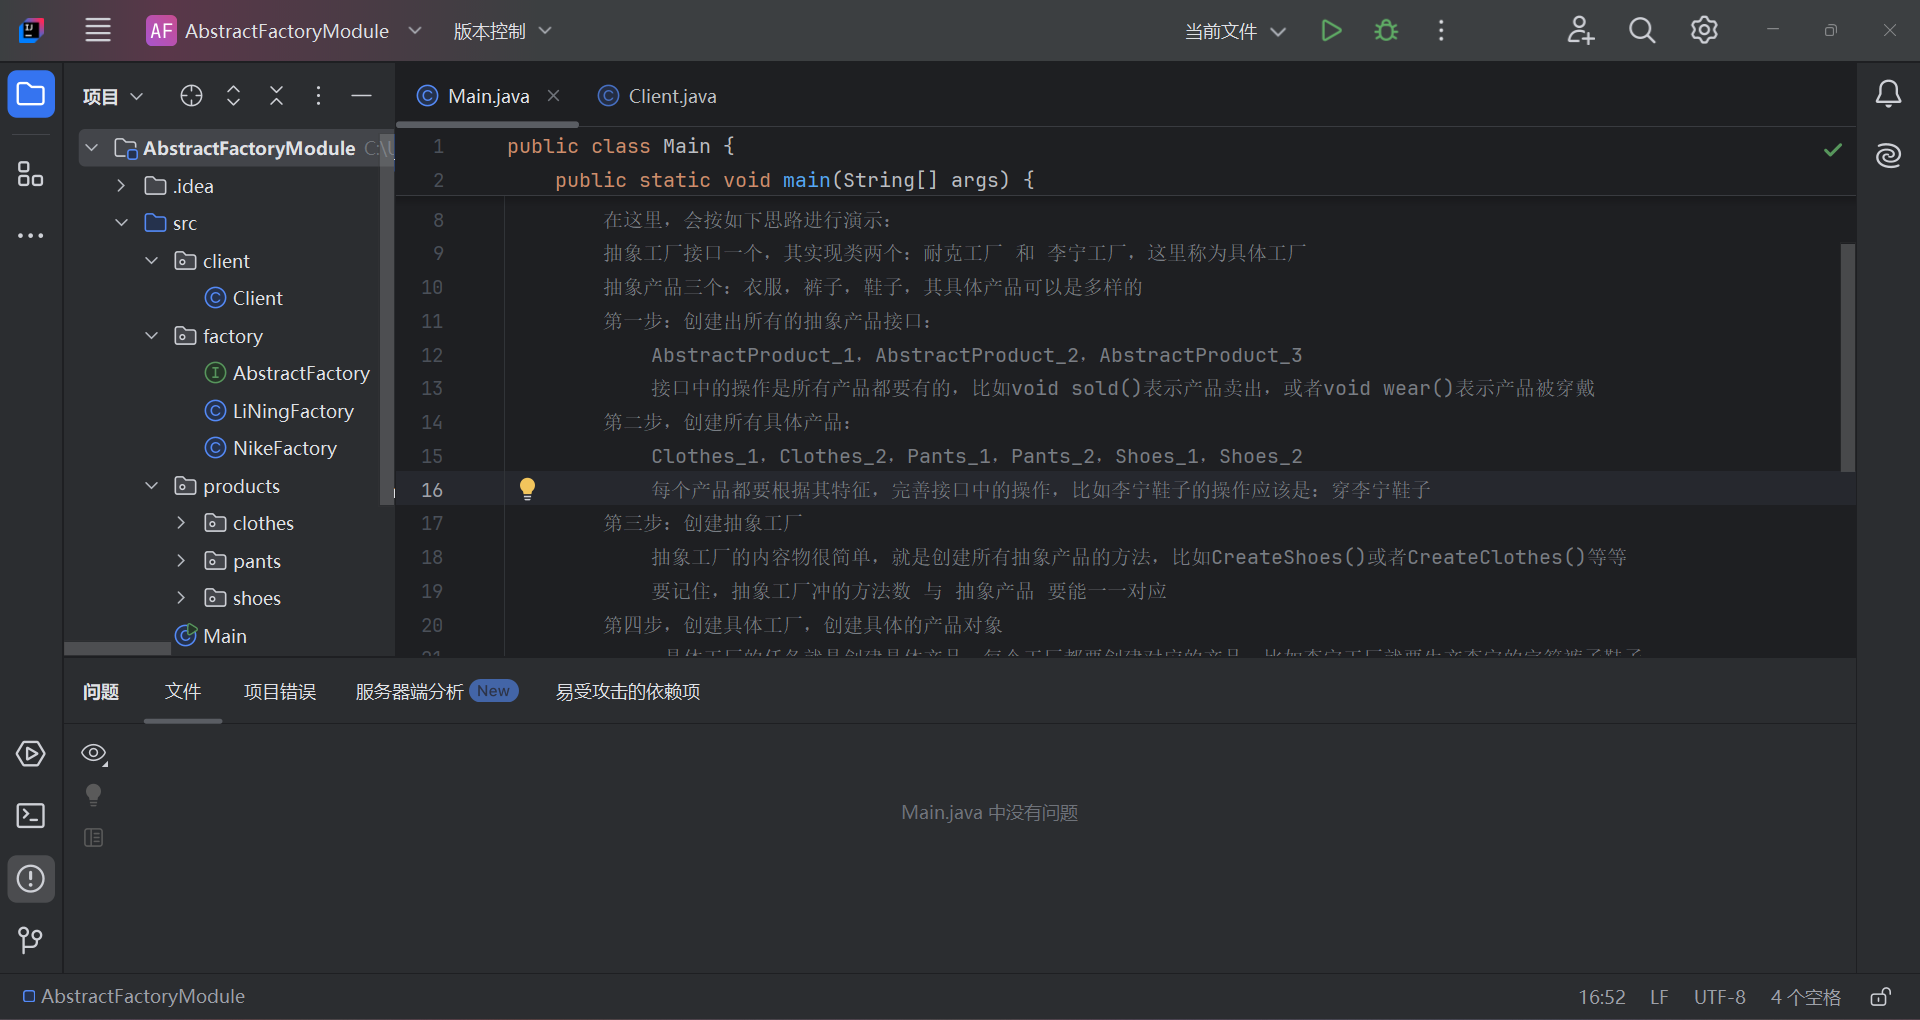 AF AbstractFactoryModule 版本控制 当前文件
项目
Main.java Client.java
AbstractFactoryModule C:\U
.idea
src
client
Client
factory
AbstractFactory
LiNingFactory
NikeFactory
products
clothes
pants
shoes
Main
1 public class Main {
2 public static void main(String[] args) {
8 在这里，会按如下思路进行演示：
9 抽象工厂接口一个，其实现类两个：耐克工厂 和 李宁工厂，这里称为具体工厂
10 抽象产品三个：衣服，裤子，鞋子，其具体产品可以是多样的
11 第一步：创建出所有的抽象产品接口：
12 AbstractProduct_1，AbstractProduct_2，AbstractProduct_3
13 接口中的操作是所有产品都要有的，比如void sold()表示产品卖出，或者void wear()表示产品被穿戴
14 第二步，创建所有具体产品：
15 Clothes_1，Clothes_2，Pants_1，Pants_2，Shoes_1，Shoes_2
16 每个产品都要根据其特征，完善接口中的操作，比如李宁鞋子的操作应该是：穿李宁鞋子
17 第三步：创建抽象工厂
18 抽象工厂的内容物很简单，就是创建所有抽象产品的方法，比如CreateShoes()或者CreateClothes()等等
19 要记住，抽象工厂冲的方法数 与 抽象产品 要能一一对应
20 第四步，创建具体工厂，创建具体的产品对象
问题 文件 项目错误 服务器端分析 New 易受攻击的依赖项
Main.java 中没有问题
AbstractFactoryModule 16:52 LF UTF-8 4 个空格